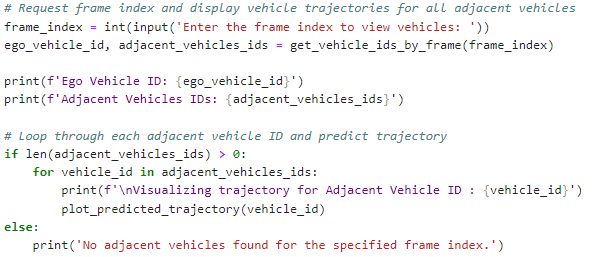 # Request frame index and display vehicle trajectories for all adjacent vehicles
frame_index = int(input('Enter the frame index to view vehicles: '))
ego_vehicle_id, adjacent_vehicles_ids = get_vehicle_ids_by_frame(frame_index)

print(f'Ego Vehicle ID: {ego_vehicle_id}')
print(f'Adjacent Vehicles IDs: {adjacent_vehicles_ids}')

# Loop through each adjacent vehicle ID and predict trajectory
if len(adjacent_vehicles_ids) > 0:
    for vehicle_id in adjacent_vehicles_ids:
        print(f'\nVisualizing trajectory for Adjacent Vehicle ID : {vehicle_id}')
        plot_predicted_trajectory(vehicle_id)
else:
    print('No adjacent vehicles found for the specified frame index.')